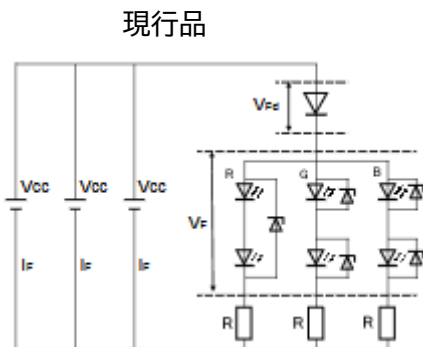 現行品
VFd
R G B
VCC VCC VCC
VF
IF IF IF
R R R